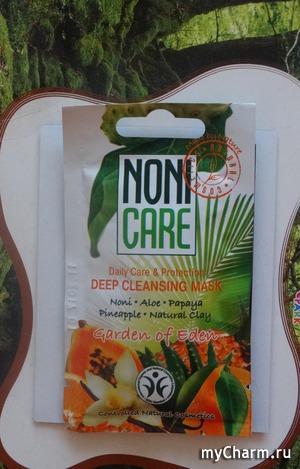 NONI
CARE
Daily Care & Protection
DEEP CLEANSING MASK
Noni • Aloe • Papaya
Pineapple • Natural Clay
Garden of Eden
Controlled Natural Cosmetics
myCharm.ru